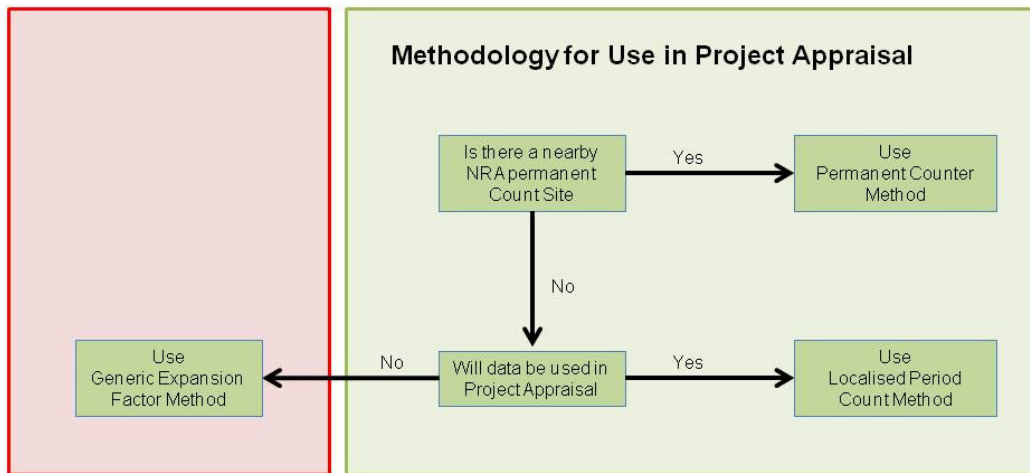 Methodology for Use in Project Appraisal
Is there a nearby
NRA permanent
Count Site
Yes
Use
Permanent Counter
Method
No
Use
Generic Expansion
Factor Method
No
Will data be used in
Project Appraisal
Yes
Use
Localised Period
Count Method